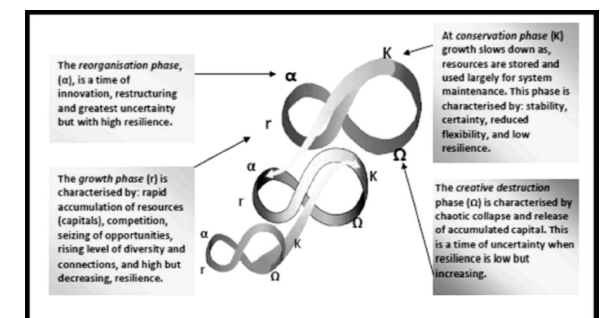 The reorganisation phase,
(α), is a time of
innovation, restructuring
and greatest uncertainty
but with high resilience.
The growth phase (r) is
characterised by: rapid
accumulation of resources
(capitals), competition,
seizing of opportunities,
rising level of diversity and
connections, and high but
decreasing, resilience.
α
K
r
Ω
α
K
r
Ω
α
K
r
Ω
At conservation phase (K)
growth slows down as,
resources are stored and
used largely for system
maintenance. This phase is
characterised by: stability,
certainty, reduced
flexibility, and low
resilience.
The creative destruction
phase (Ω) is characterised by
chaotic collapse and release
of accumulated capital. This
is a time of uncertainty when
resilience is low but
increasing.